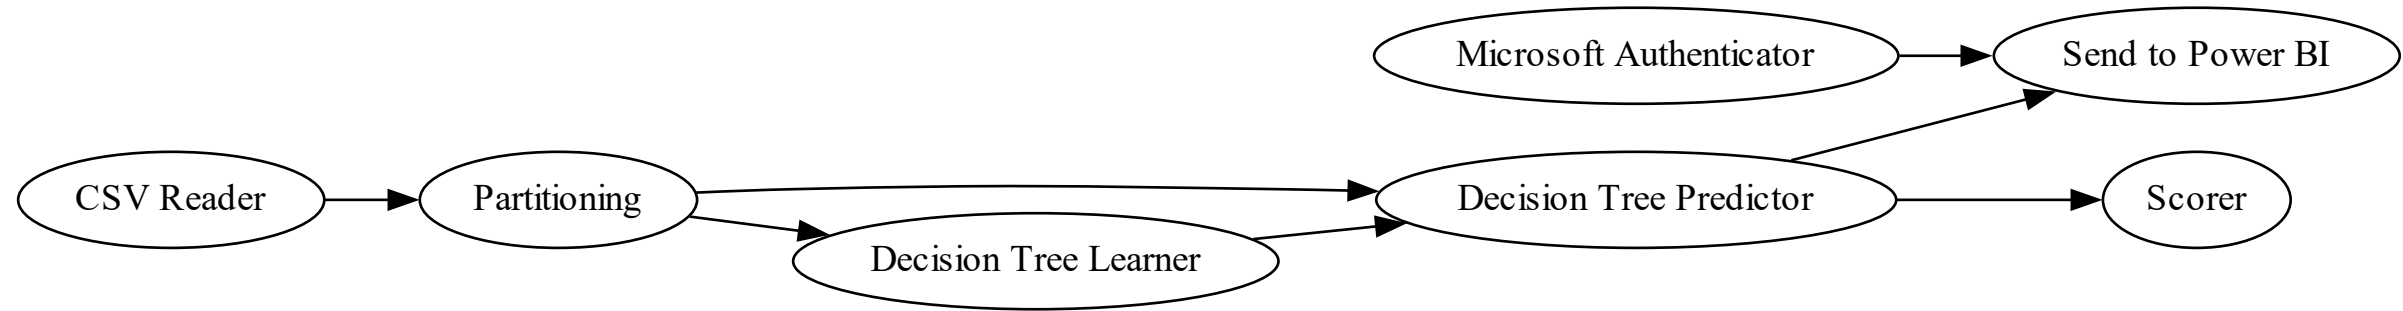 Microsoft Authenticator
Send to Power BI
CSV Reader
Partitioning
Decision Tree Predictor
Scorer
Decision Tree Learner